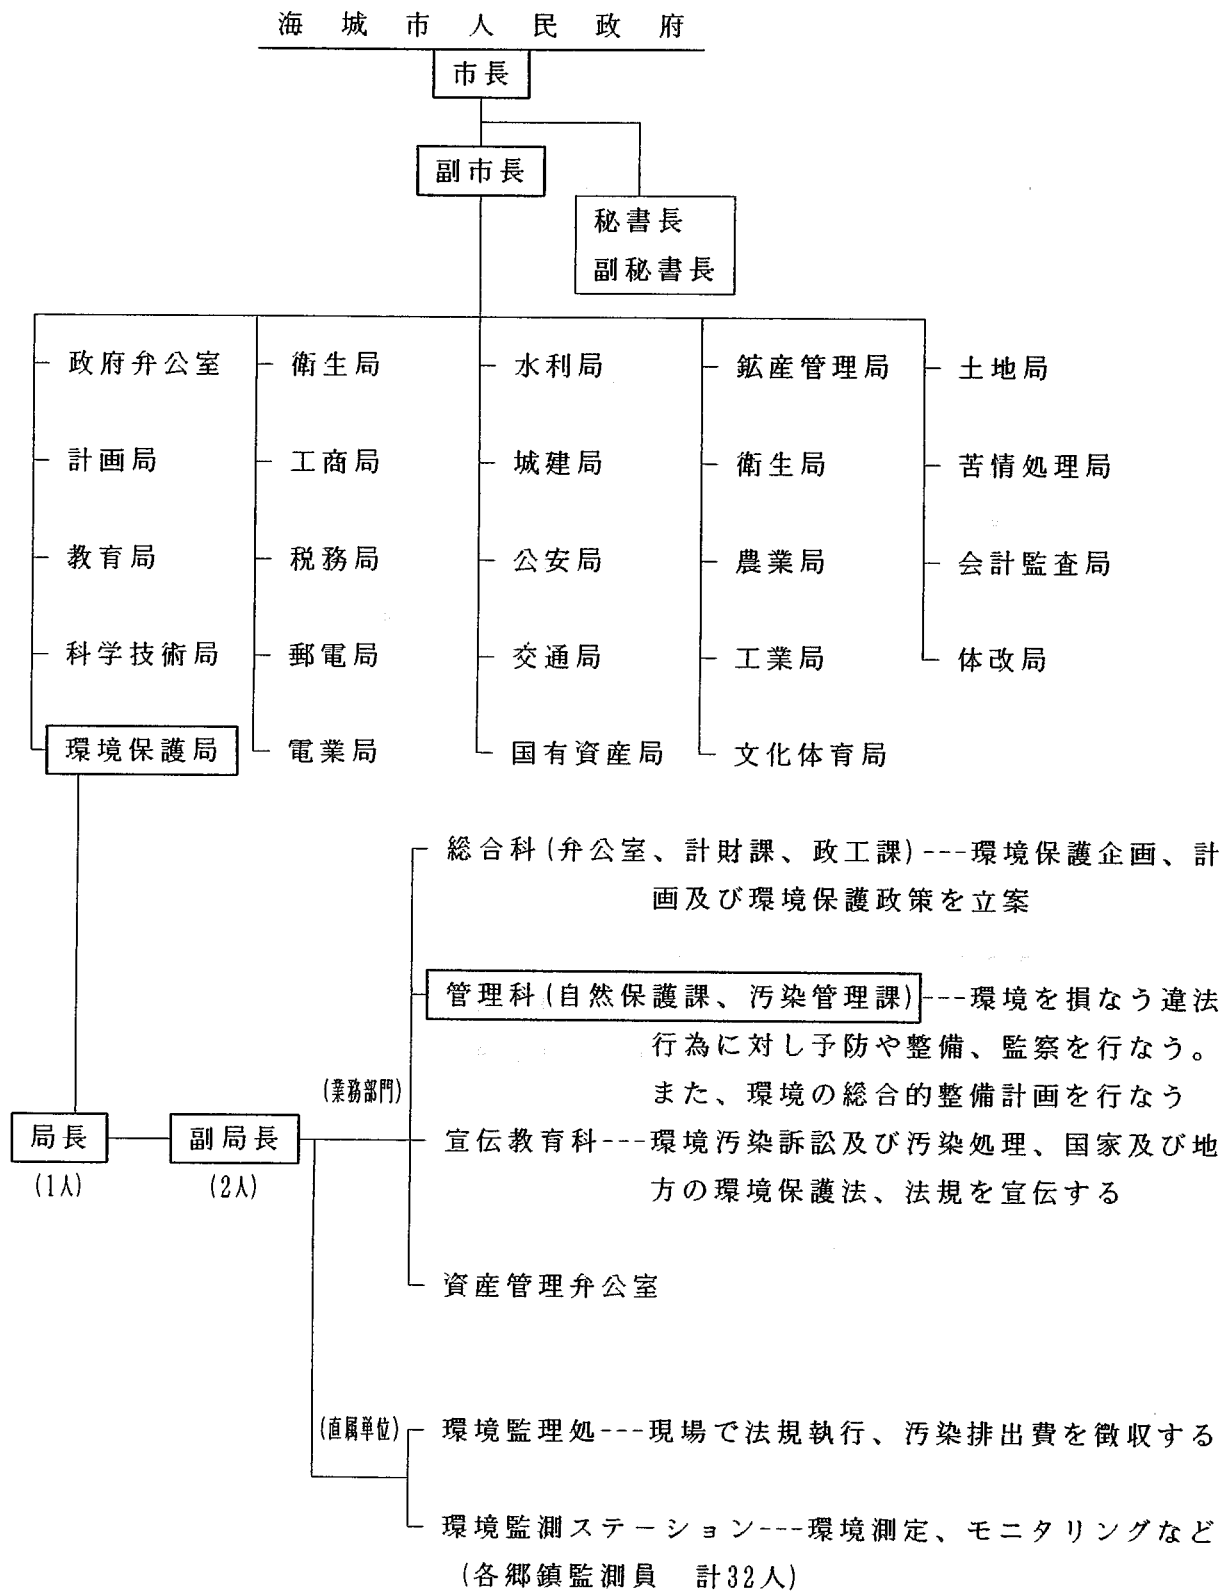 海城市人民政府
市長
副市長
秘書長
副秘書長
政府弁公室
衛生局
水利局
鉱産管理局
土地局
計画局
工商局
城建局
衛生局
苦情処理局
教育局
税務局
公安局
農業局
会計監査局
科学技術局
郵電局
交通局
工業局
体改局
環境保護局
電業局
国有資産局
文化体育局
総合科(弁公室、計財課、政工課)---環境保護企画、計
画及び環境保護政策を立案
管理科(自然保護課、汚染管理課)---環境を損なう違法
行為に対し予防や整備、監察を行なう。
また、環境の総合的整備計画を行なう
(業務部門)
局長
(1人)
副局長
(2人)
宣伝教育科---環境汚染訴訟及び汚染処理、国家及び地
方の環境保護法、法規を宣伝する
資産管理弁公室
(直属単位)
環境監理処---現場で法規執行、汚染排出費を徴収する
環境監測ステーション---環境測定、モニタリングなど
(各郷鎮監測員 計32人)